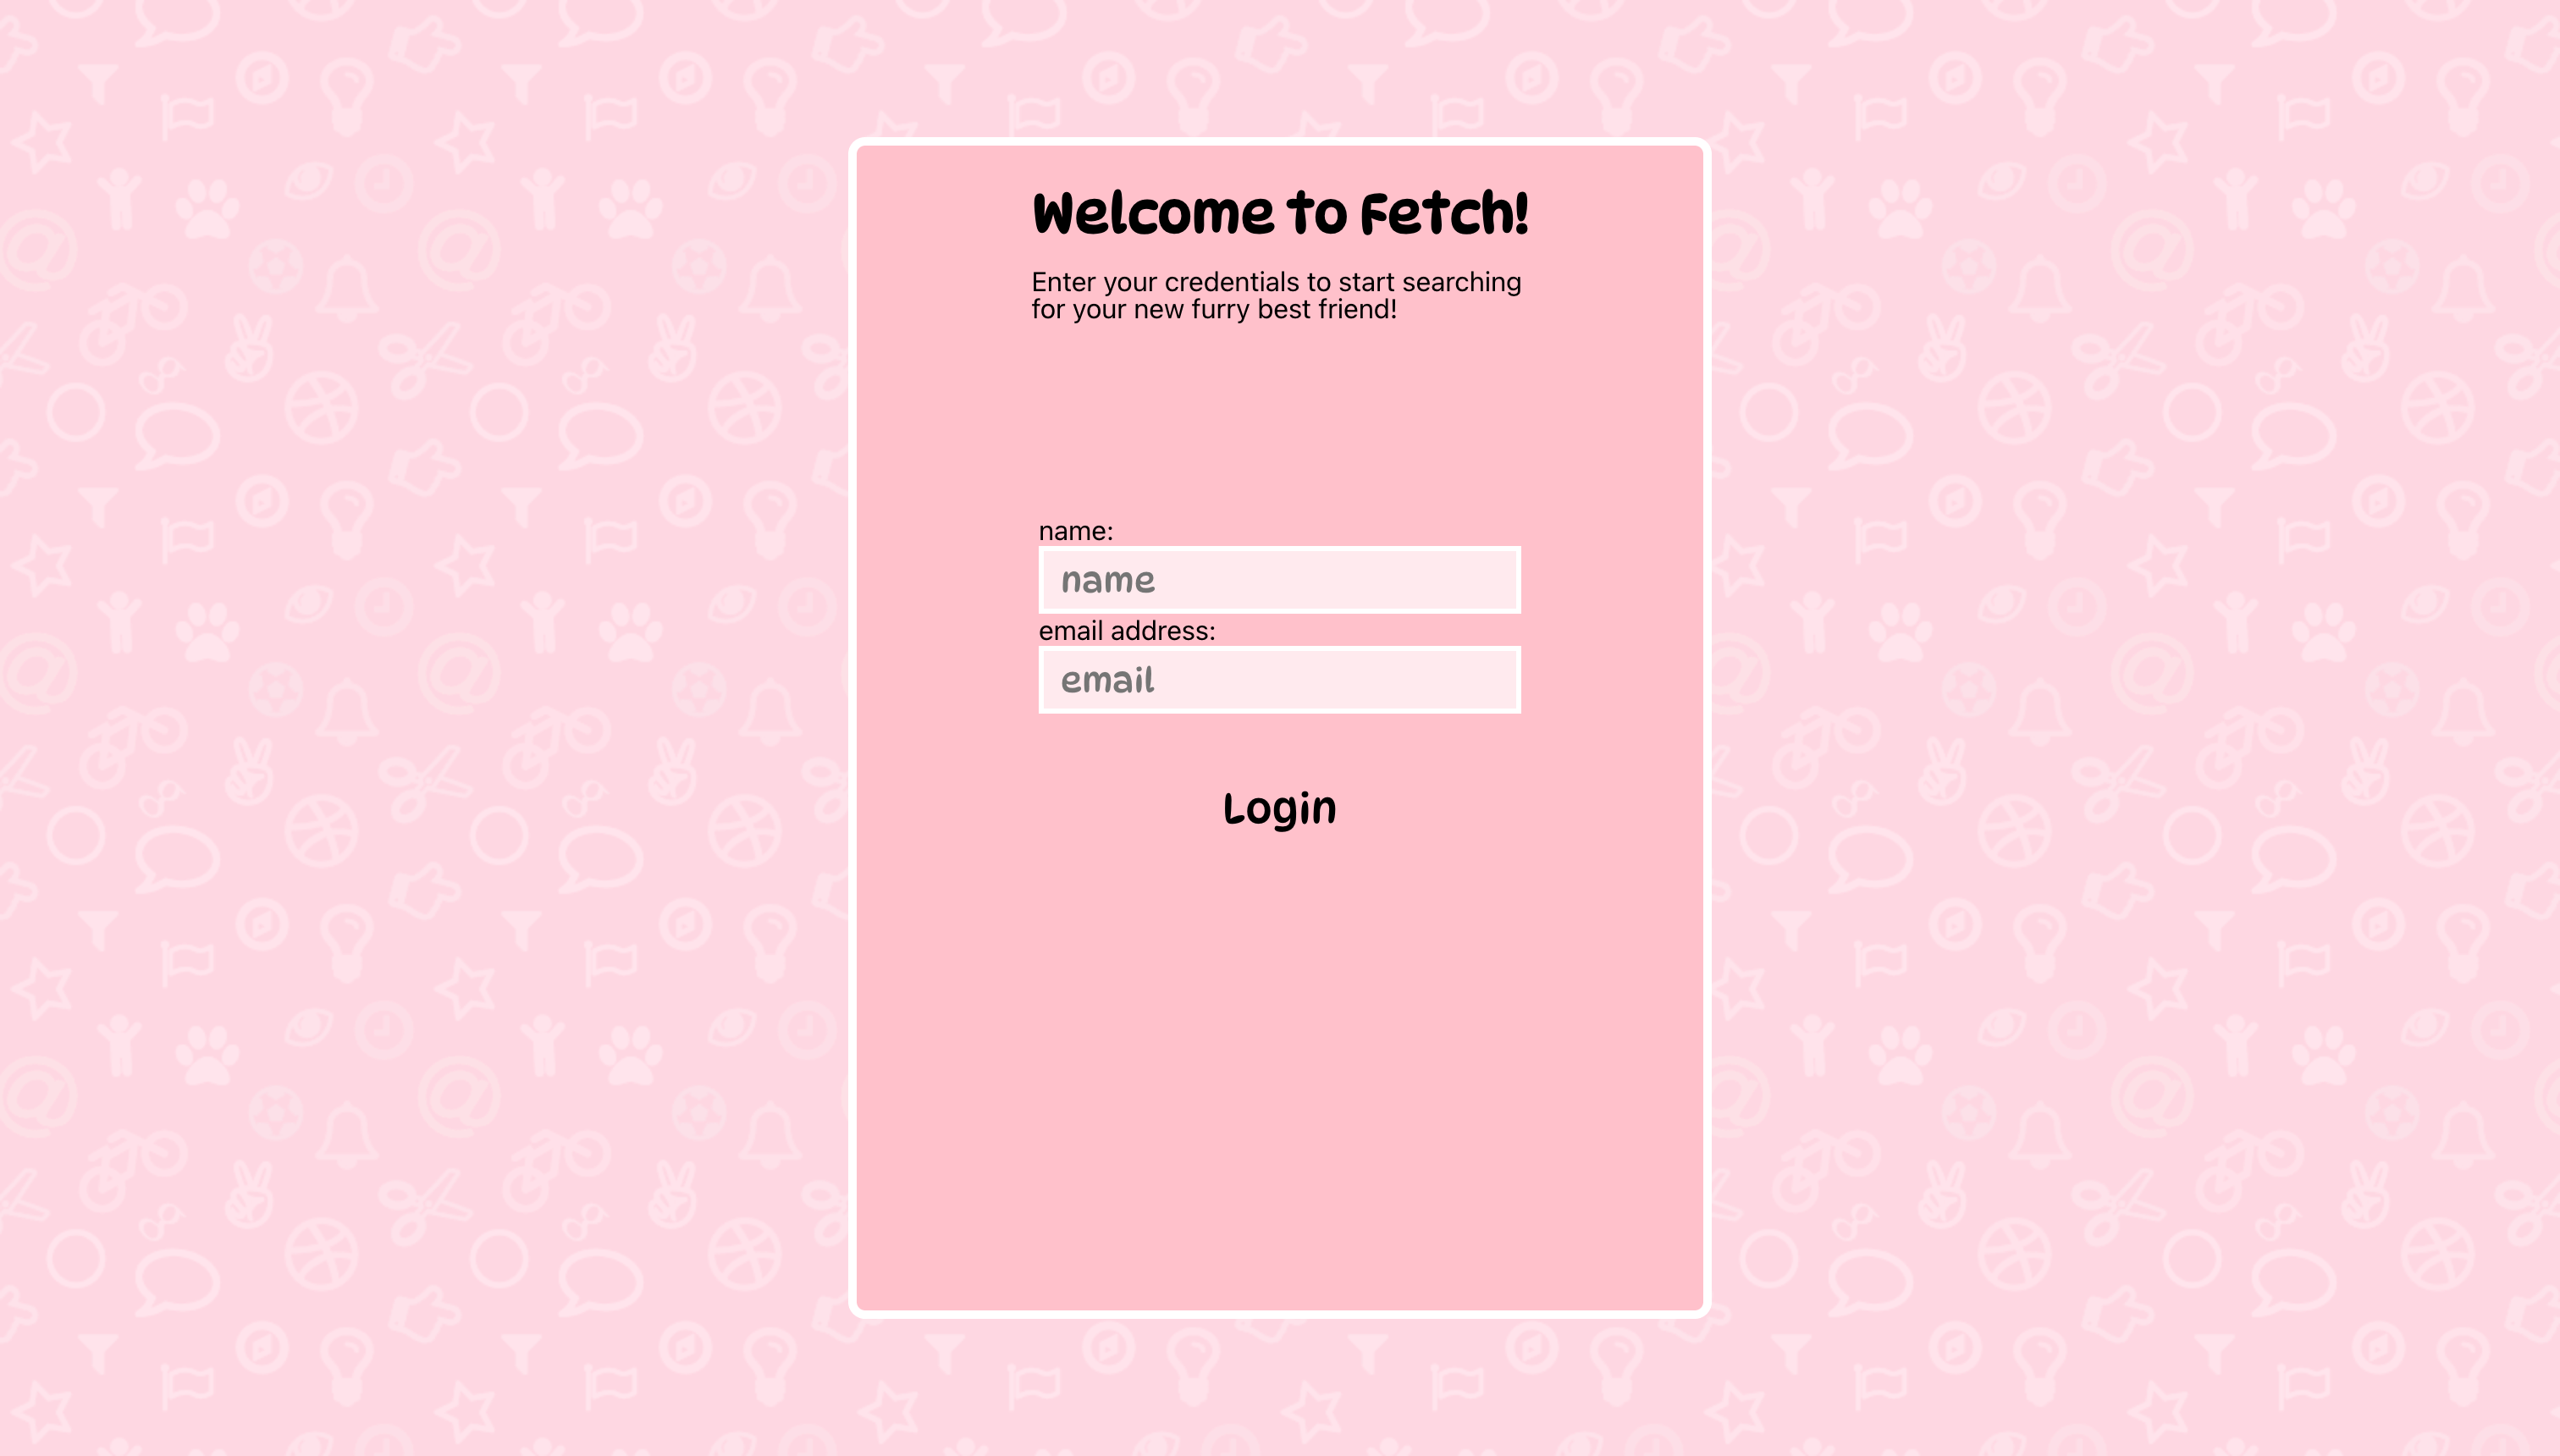 Welcome to Fetch!
Enter your credentials to start searching
for your new furry best friend!
name:
name
email address:
email
Login